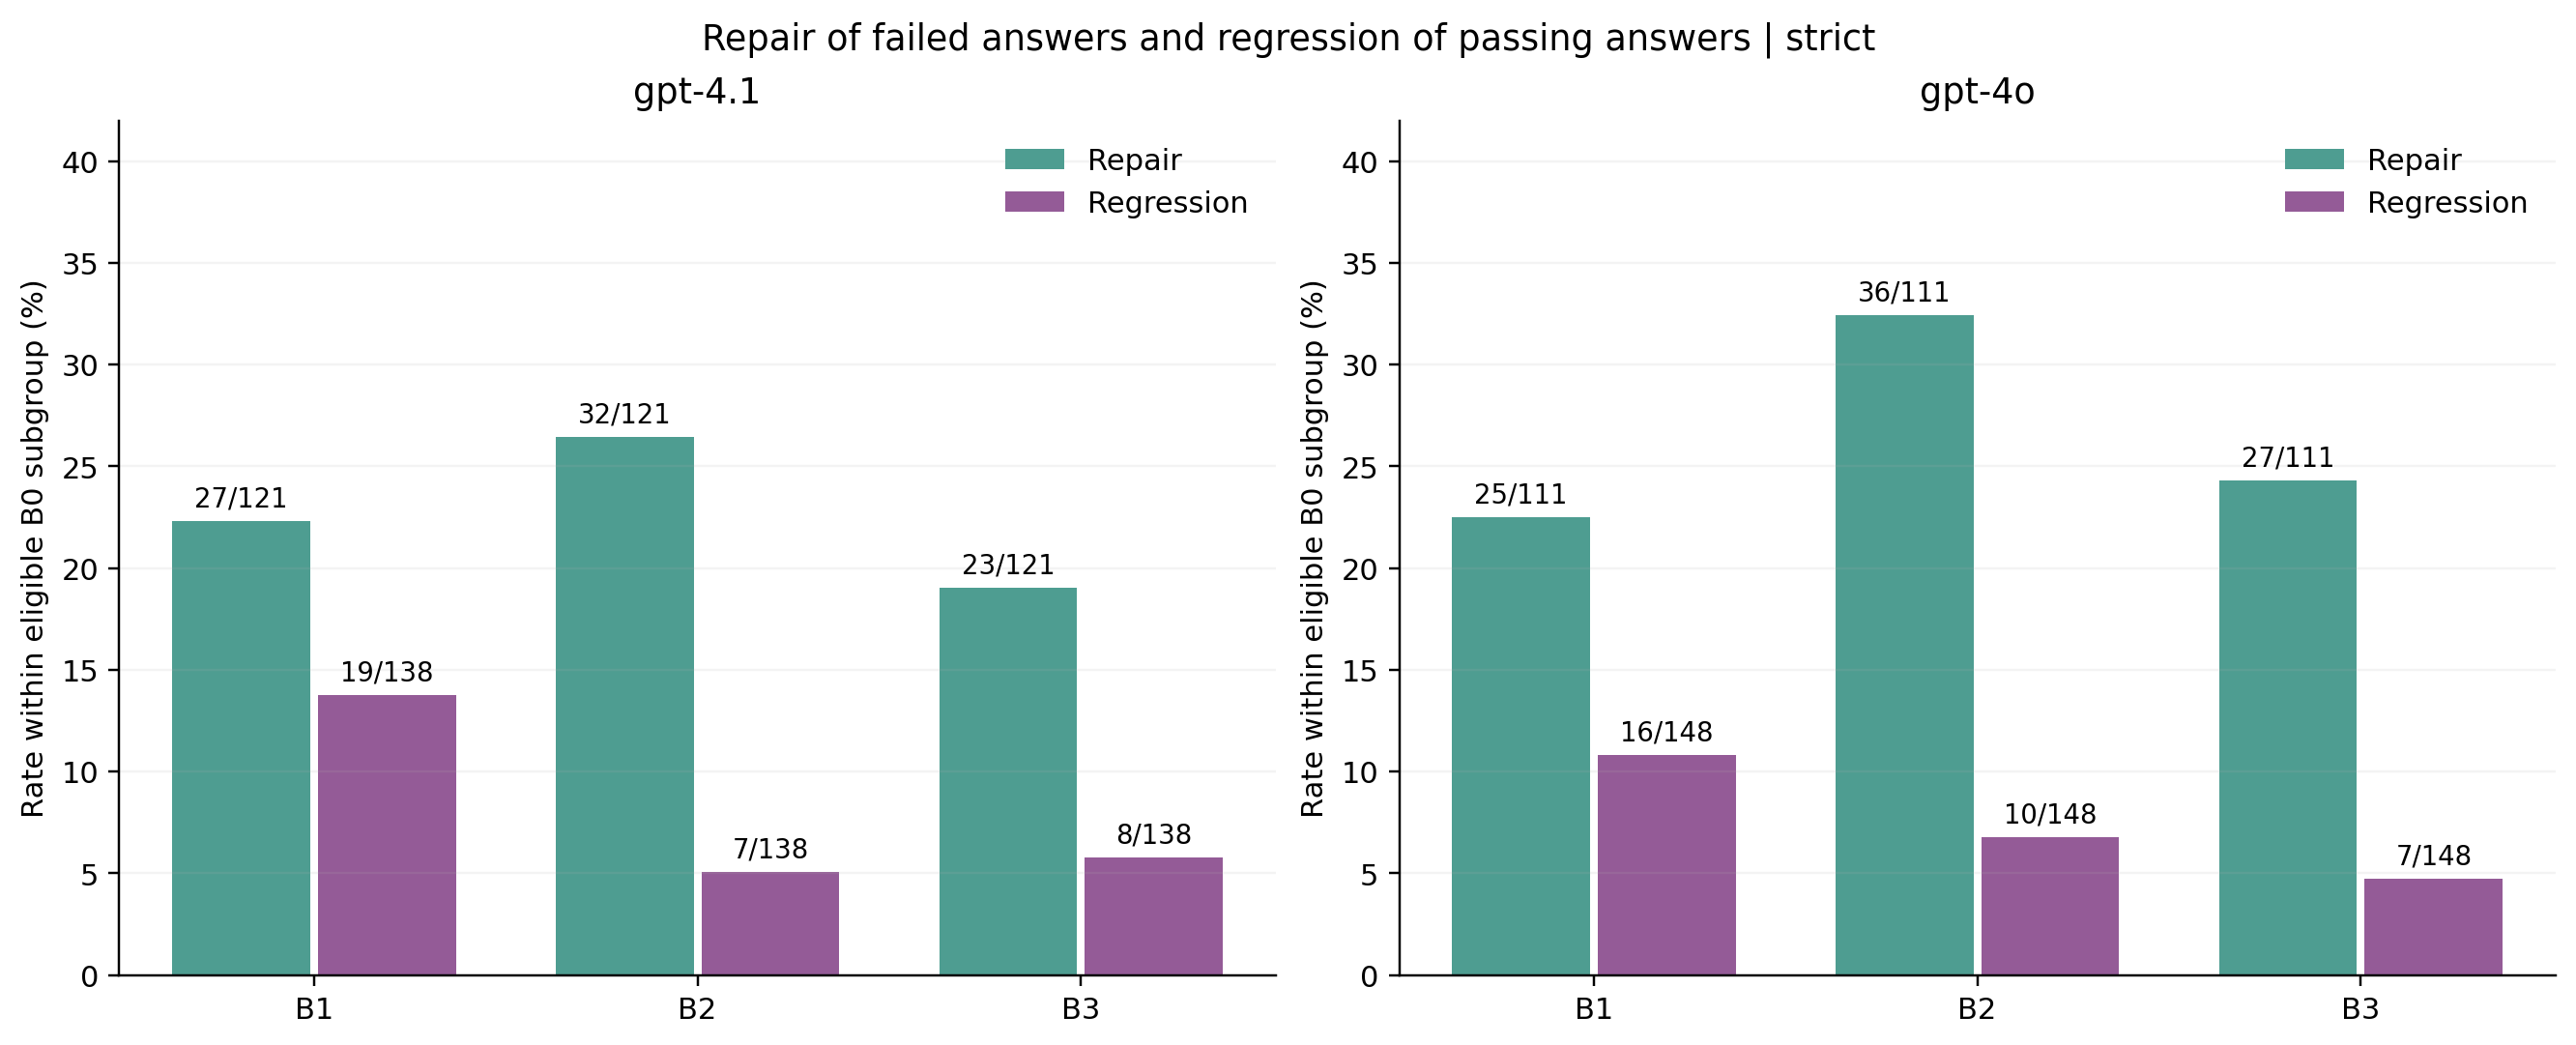 Repair of failed answers and regression of passing answers | strict
gpt-4.1
Rate within eligible B0 subgroup (%)
40
35
30
25
20
15
10
5
0
Repair
Regression
27/121
19/138
32/121
7/138
23/121
8/138
B1
B2
B3
gpt-4o
Rate within eligible B0 subgroup (%)
40
35
30
25
20
15
10
5
0
Repair
Regression
25/111
16/148
36/111
10/148
27/111
7/148
B1
B2
B3